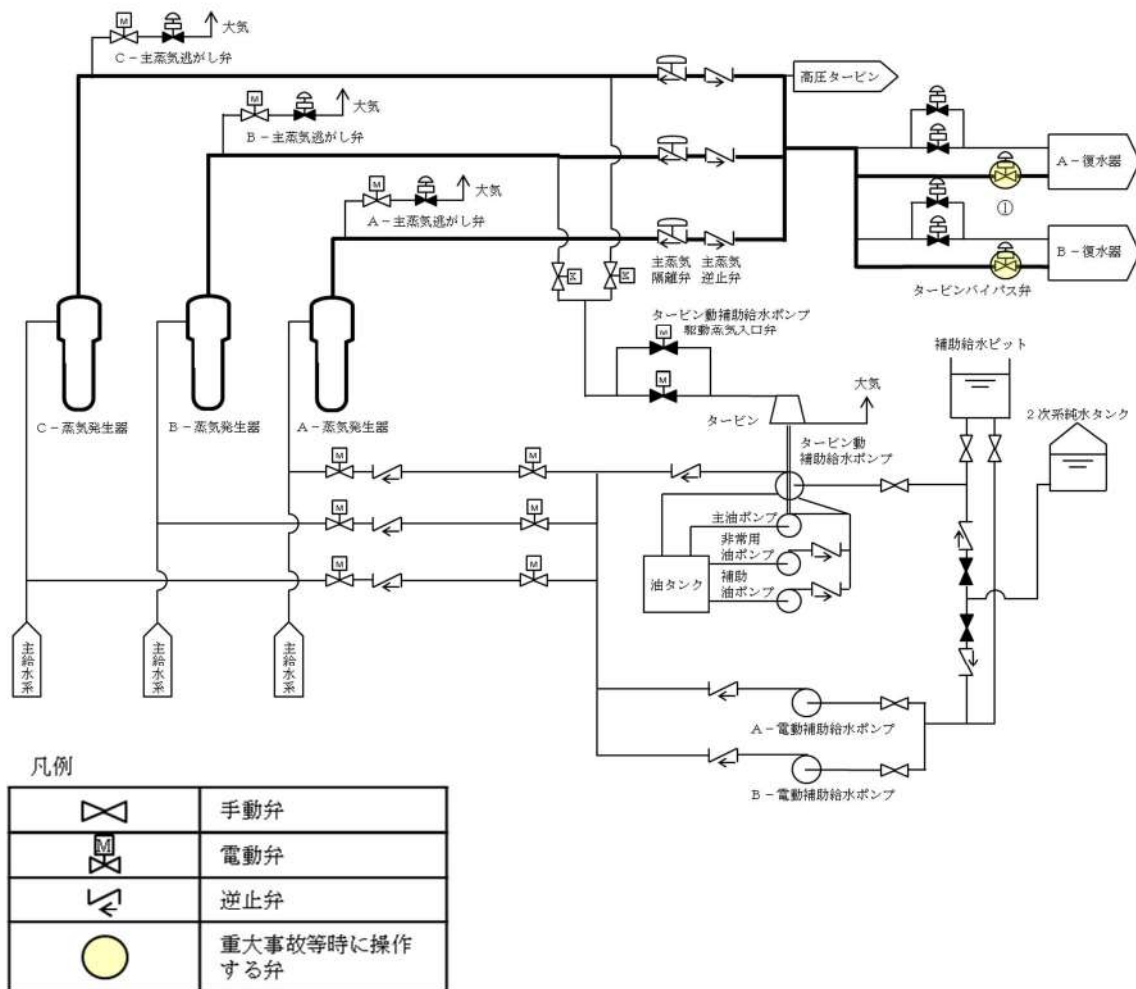 M
大気
C－主蒸気逃がし弁
高圧タービン
M
大気
B－主蒸気逃がし弁
A－復水器
M
大気
①
A－主蒸気逃がし弁
B－復水器
主蒸気
隔離弁
主蒸気
逆止弁
M
M
タービンバイパス弁
タービン動補助給水ポンプ
駆動蒸気入口弁
M
補助給水ピット
M
大気
2次系純水タンク
タービン
C－蒸気発生器
B－蒸気発生器
A－蒸気発生器
タービン動
補助給水ポンプ
M
M
主油ポンプ
M
M
非常用
油ポンプ
M
M
補助
油ポンプ
油タンク
主給水系
主給水系
主給水系
A－電動補助給水ポンプ
B－電動補助給水ポンプ
凡例
手動弁
M
電動弁
逆止弁
重大事故等時に操作
する弁